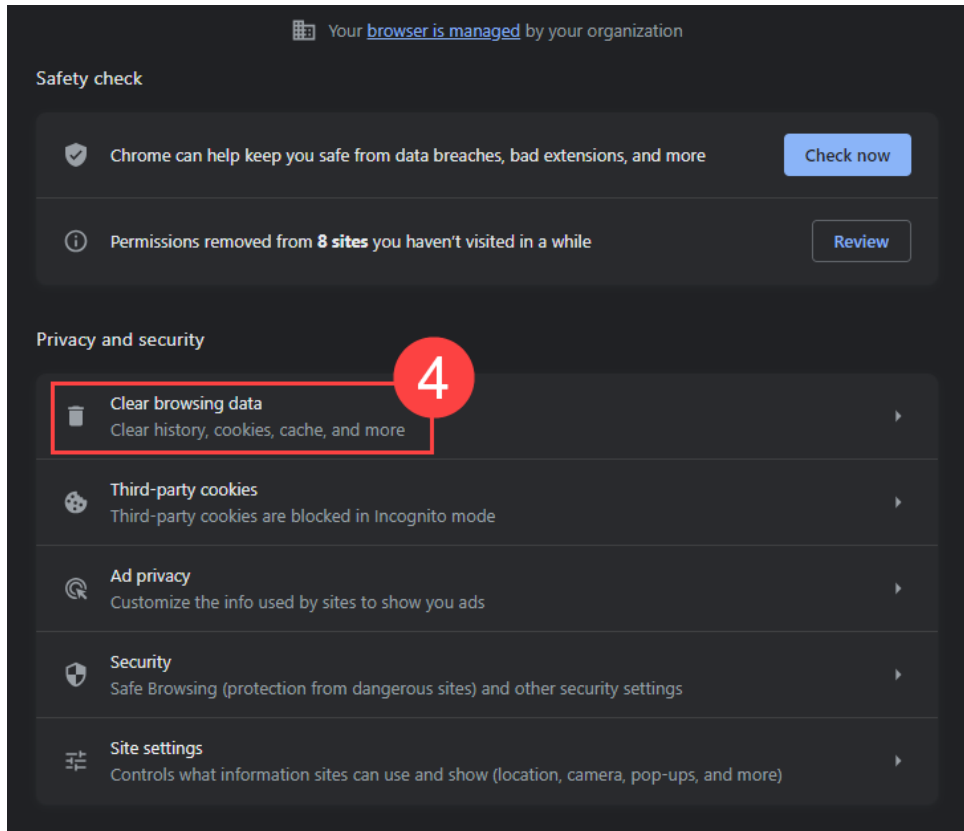 Your browser is managed by your organization
Safety check
Chrome can help keep you safe from data breaches, bad extensions, and more
Check now
Permissions removed from 8 sites you haven't visited in a while
Review
Privacy and security
4
Clear browsing data
Clear history, cookies, cache, and more
Third-party cookies
Third-party cookies are blocked in Incognito mode
Ad privacy
Customize the info used by sites to show you ads
Security
Safe Browsing (protection from dangerous sites) and other security settings
Site settings
Controls what information sites can use and show (location, camera, pop-ups, and more)